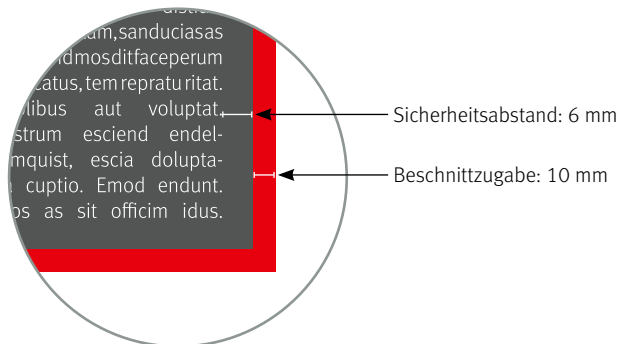 am, sanduciasas
idmosditfaceperum
catus, tem repratu ritat.
libus aut voluptat.
strum esciend endel-
mquist, escia dolupta-
cuptio. Emod endunt.
os as sit officim idus.
Sicherheitsabstand: 6 mm
Beschnittzugabe: 10 mm